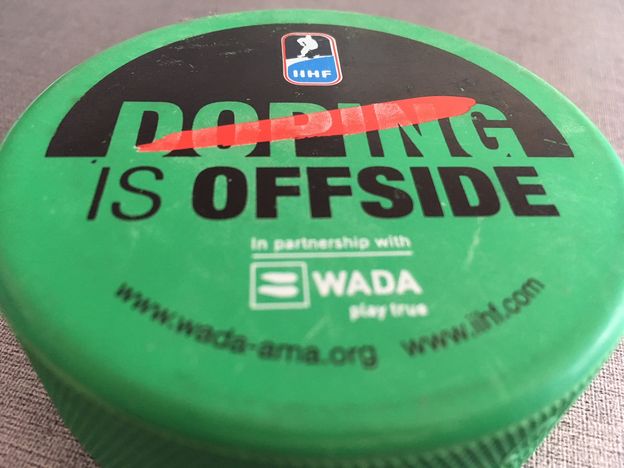 IIHF
DOPING
IS OFFSIDE
In partnership with
WADA
play true
www.wada-ama.org
www.iihf.com